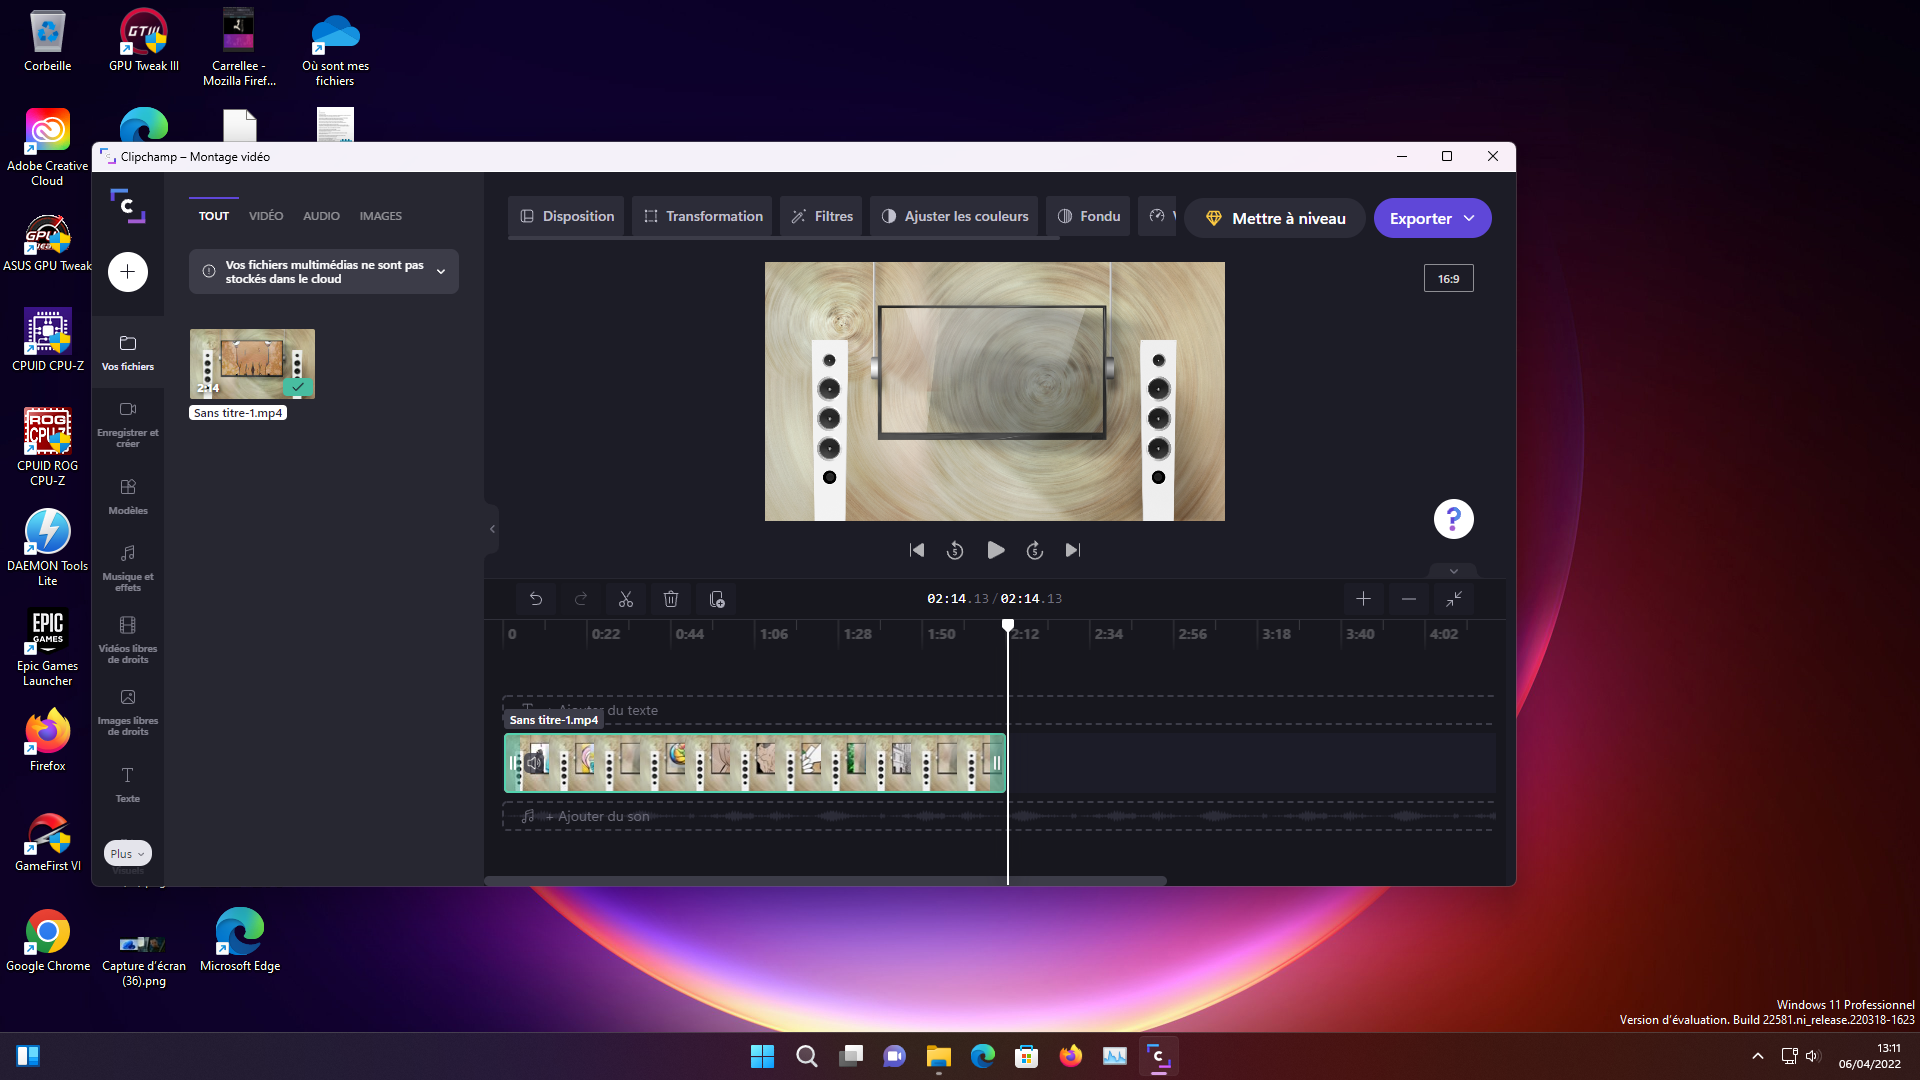 Corbeille
GPU Tweak III
Carrellee -
Mozilla Firef...
Où sont mes
fichiers
Adobe Creative
Cloud
ASUS GPU Tweak
CPUID CPU-Z
CPUID ROG
CPU-Z
DAEMON Tools
Lite
EPIC
GAMES
Epic Games
Launcher
Firefox
GameFirst VI
Google Chrome
Capture d'écran
(36).png
Microsoft Edge
Clipchamp – Montage vidéo
TOUT
VIDÉO
AUDIO
IMAGES
Vos fichiers multimédias ne sont pas
stockés dans le cloud
2:14
Sans titre-1.mp4
Vos fichiers
Enregistrer et
créer
Modèles
Musique et
effets
Vidéos libres
de droits
Images libres
de droits
Texte
Plus
Visuels
Disposition
Transformation
Filtres
Ajuster les couleurs
Fondu
Mettre à niveau
Exporter
16:9
02:14.13 / 02:14.13
0
0:22
0:44
1:06
1:28
1:50
2:12
2:34
2:56
3:18
3:40
4:02
+ Ajouter du texte
Sans titre-1.mp4
+ Ajouter du son
Windows 11 Professionnel
Version d'évaluation. Build 22581.ni_release.220318-1623
13:11
06/04/2022